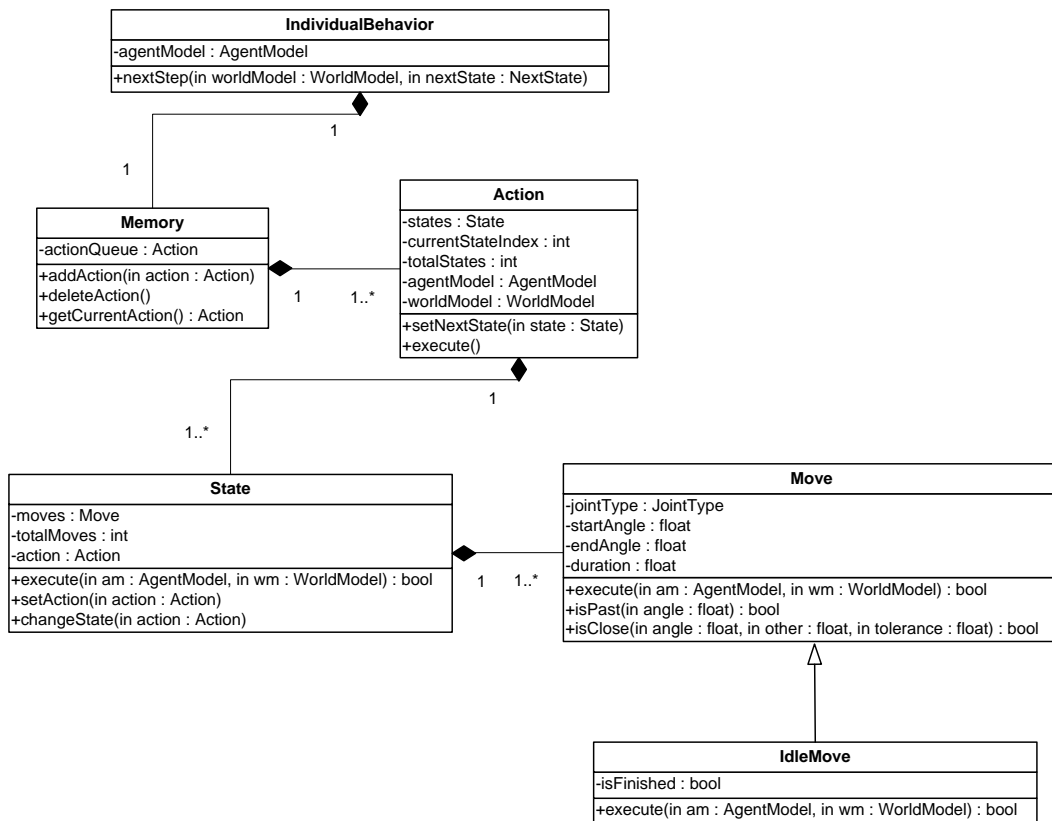 IndividualBehavior
-agentModel : AgentModel
+nextStep(in worldModel : WorldModel, in nextState : NextState)
1
1
Memory
-actionQueue : Action
+addAction(in action : Action)
+deleteAction()
+getCurrentAction() : Action
1
1..*
Action
-states : State
-currentStateIndex : int
-totalStates : int
-agentModel : AgentModel
-worldModel : WorldModel
+setNextState(in state : State)
+execute()
1
1..*
State
-moves : Move
-totalMoves : int
-action : Action
+execute(in am : AgentModel, in wm : WorldModel) : bool
+setAction(in action : Action)
+changeState(in action : Action)
1
1..*
Move
-jointType : JointType
-startAngle : float
-endAngle : float
-duration : float
+execute(in am : AgentModel, in wm : WorldModel) : bool
+isPast(in angle : float) : bool
+isClose(in angle : float, in other : float, in tolerance : float) : bool
IdleMove
-isFinished : bool
+execute(in am : AgentModel, in wm : WorldModel) : bool